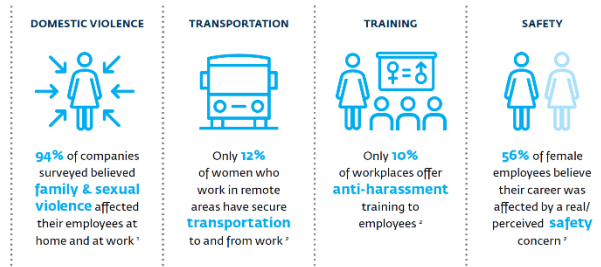 DOMESTIC VIOLENCE
94% of companies
surveyed believed
family & sexual
violence affected
their employees at
home and at work ¹
TRANSPORTATION
Only 12%
of women who
work in remote
areas have secure
transportation
to and from work ²
TRAINING
Only 10%
of workplaces offer
anti-harassment
training to
employees ²
SAFETY
56% of female
employees believe
their career was
affected by a real/
perceived safety
concern ²